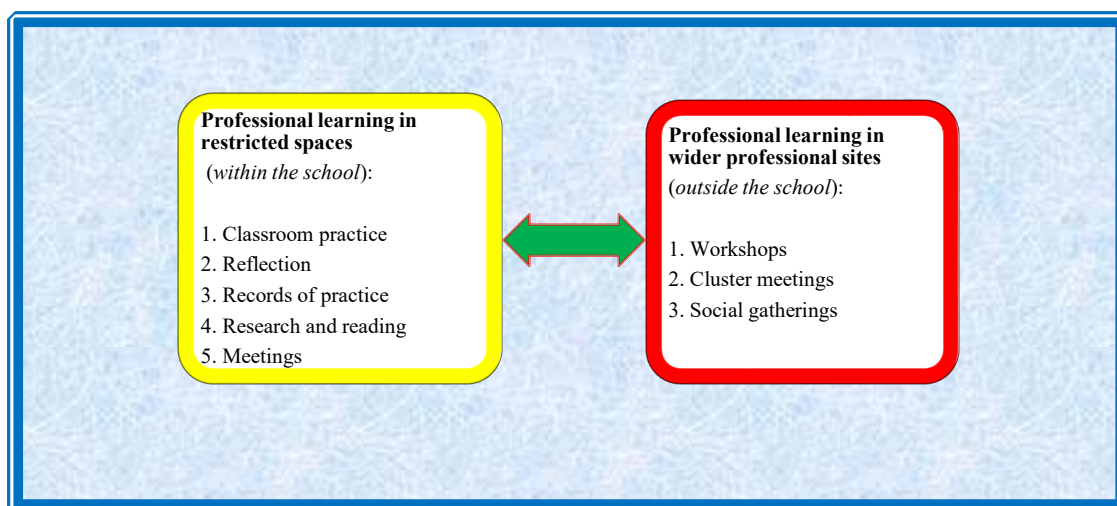 Professional learning in
restricted spaces
(within the school):
1. Classroom practice
2. Reflection
3. Records of practice
4. Research and reading
5. Meetings
Professional learning in
wider professional sites
(outside the school):
1. Workshops
2. Cluster meetings
3. Social gatherings